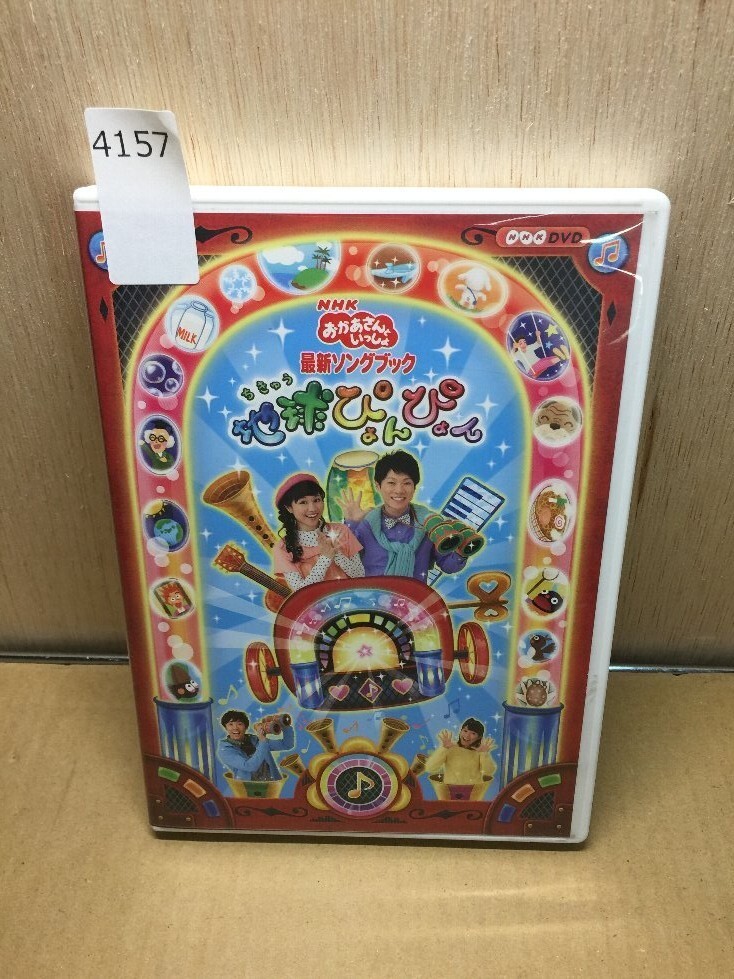 4157
NHK DVD
NHK
おかあさんと
いっしょ
最新ソングブック
ちきゅう
地球ぴょんぴょん
MILK